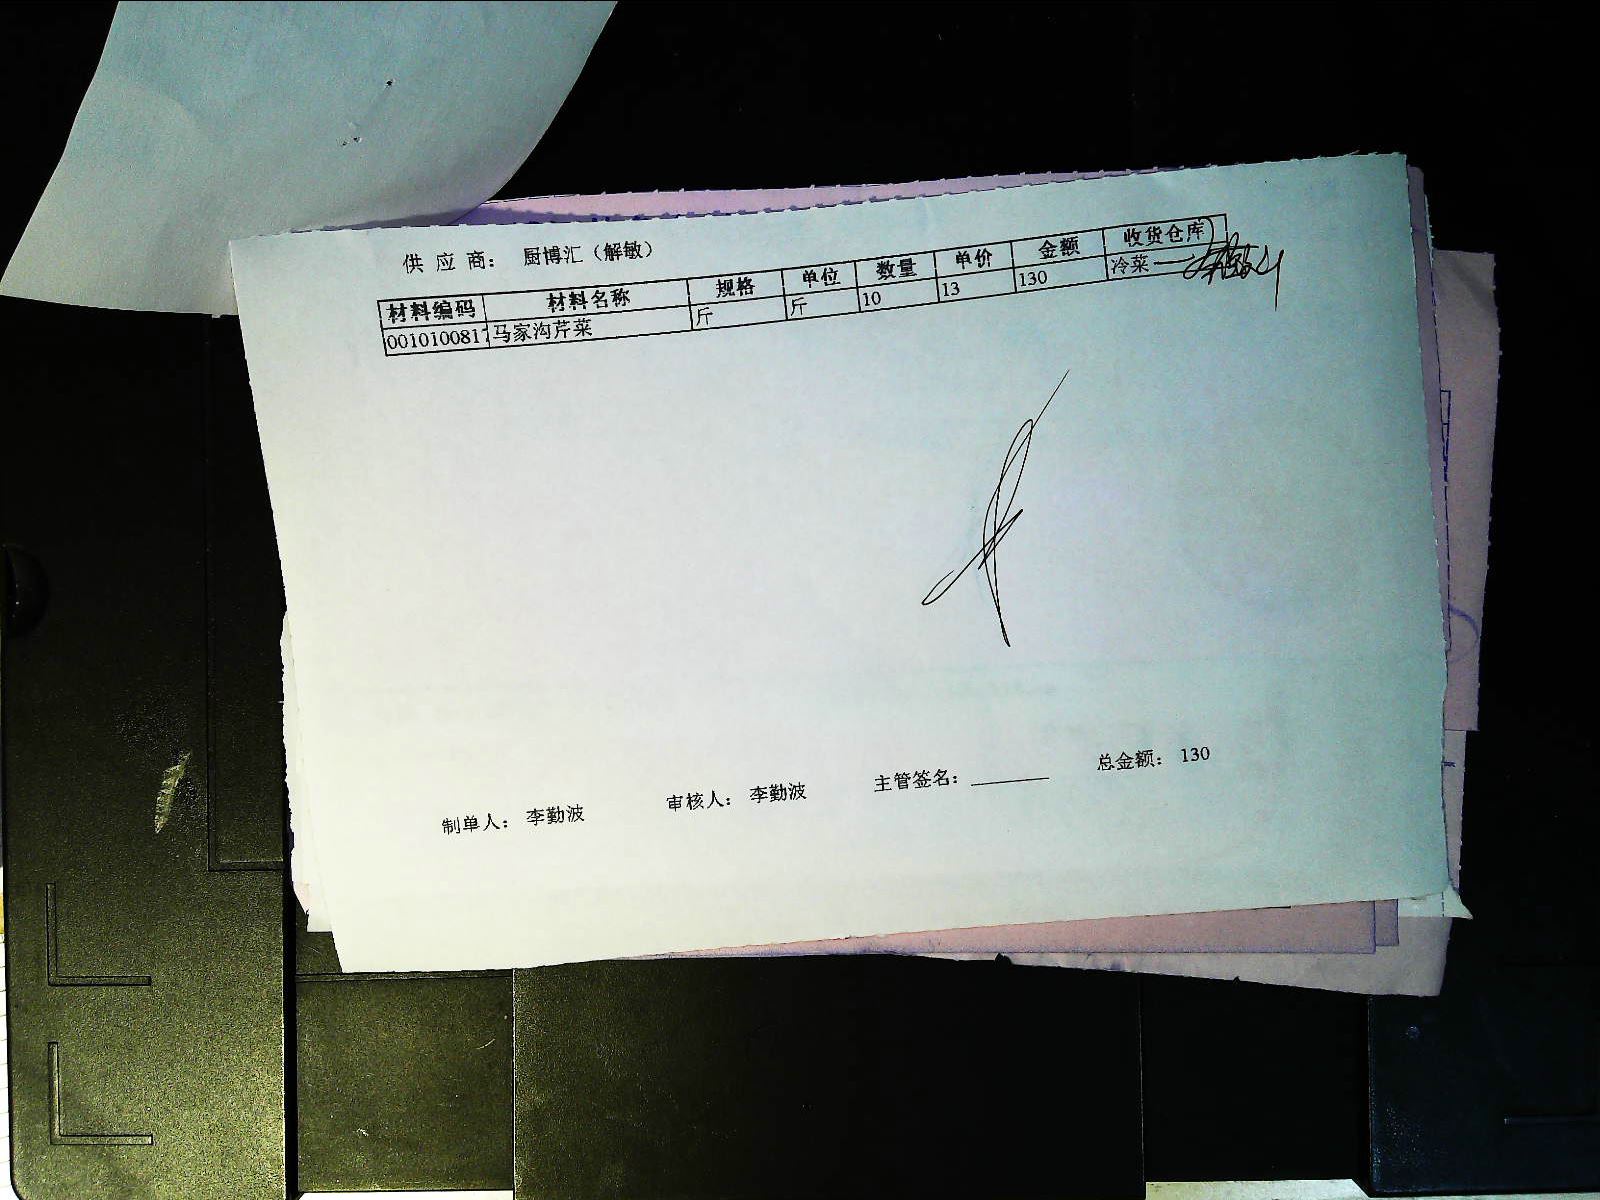 供 应 商： 厨博汇（解敏）
材料编码 材料名称 规格 单位 数量 单价 金额 收货仓库
0010100817 马家沟芹菜 斤 斤 10 13 130 冷菜
制单人： 李勤波 审核人： 李勤波 主管签名：________ 总金额： 130